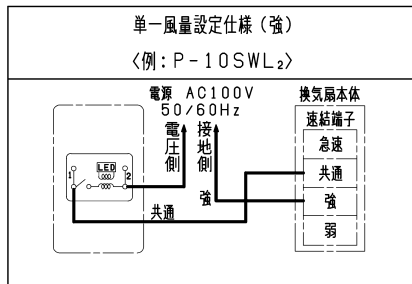 単一風量設定仕様（強）
〈例：P-10SWL₂〉
電源 AC100V
50/60Hz
換気扇本体
速結端子
急速
共通
強
弱
電圧側
接地側
LED
1
2
共通
強